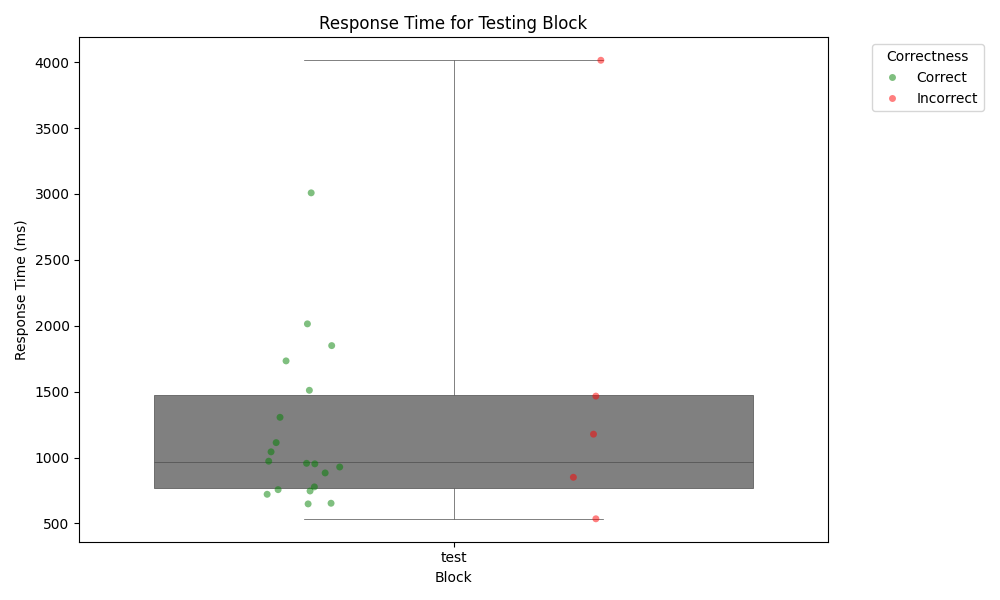 Response Time for Testing Block
Correctness
Correct
Incorrect
4000
3500
3000
2500
2000
1500
1000
500
Response Time (ms)
test
Block